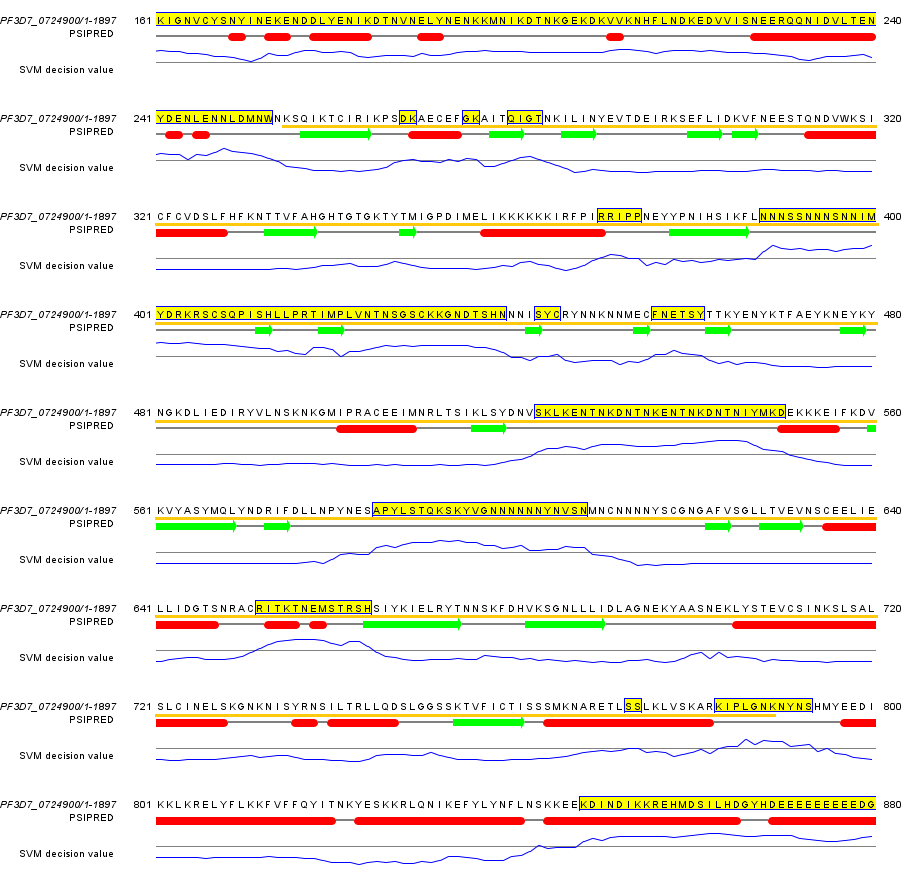 PF3D7_0724900/1-1897 161 KIGNVCYSNYINEKENDDLYENIKDTNVNELYNENKKMNIKDTNKGEKDKVVKNHFLNDKEDVVISNEERQQNIDVLTEN 240
PSIPRED
SVM decision value
PF3D7_0724900/1-1897 241 YDENLENNLDMNWNKSQIKTCIRIKPSDKAECEFGKAITQIGTNKILINYEVTDEIRKSEFLIDKVFNEESTQNDVWKSI 320
PSIPRED
SVM decision value
PF3D7_0724900/1-1897 321 CFCVDSLFHFKNTTVFAHGHTGTGKTYTMIGPDIMELIKKKKKKIRFPIRRIPPNEYYPNIHSIKFLNNNSSNNNSNNIM 400
PSIPRED
SVM decision value
PF3D7_0724900/1-1897 401 YDRKRSCSQPISHLLPRTIMPLVNTNSGSCKKGNDTSHNNNISYCRYNNKNNMECFNETSYTTKYENYKTFAEYKNEYKY 480
PSIPRED
SVM decision value
PF3D7_0724900/1-1897 481 NGKDLIEDIRYVLNSKNKGMIPRACEEIMNRLTSIKLSYDNVSKLKENTNKDNTNKENTNKDNTNIYMKDEKKKEIFKDV 560
PSIPRED
SVM decision value
PF3D7_0724900/1-1897 561 KVYASYMQLYNDRIFDLLNPYNESAPYLSTQKSKYVGNNNNNNYNVSNMNCNNNNYSCGNGAFVSGLLTVEVNSCEELIE 640
PSIPRED
SVM decision value
PF3D7_0724900/1-1897 641 LLIDGTSNRACRITKTNEMSTRSHSIYKIELRYTNNSKFDHVKSGNLLLIDLAGNEKYAASNEKLYSTEVCSINKSLSAL 720
PSIPRED
SVM decision value
PF3D7_0724900/1-1897 721 SLCINELSKGNKNISYRNSILTRLLQDSLGGSSKTVFICTISSSMKNARETLSSLKLVSKARKIPLGNKNYNSHMYEEDI 800
PSIPRED
SVM decision value
PF3D7_0724900/1-1897 801 KKLKRELYFLKKFVFFQYITNKYESKKRLQNIKEFYLYNFLNSKKEEKDINDIKKREHMDSILHDGYHDEEEEEEEEEDG 880
PSIPRED
SVM decision value